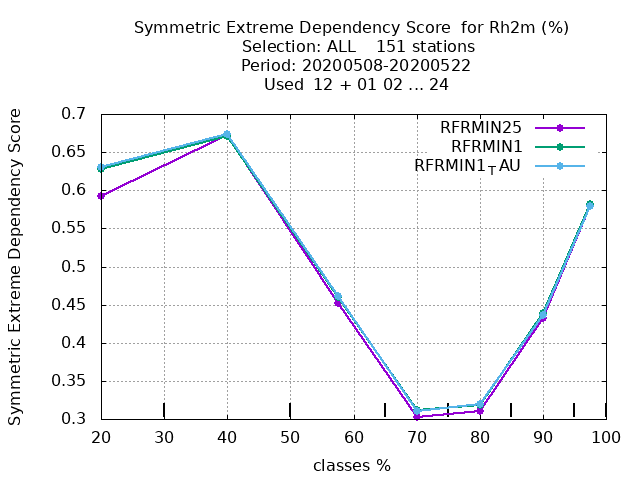 Symmetric Extreme Dependency Score for Rh2m (%)
Selection: ALL 151 stations
Period: 20200508-20200522
Used 12 + 01 02 ... 24
Symmetric Extreme Dependency Score
0.7
0.65
0.6
0.55
0.5
0.45
0.4
0.35
0.3
RFRMIN25
RFRMIN1
RFRMIN1TAU
20 30 40 50 60 70 80 90 100
classes %